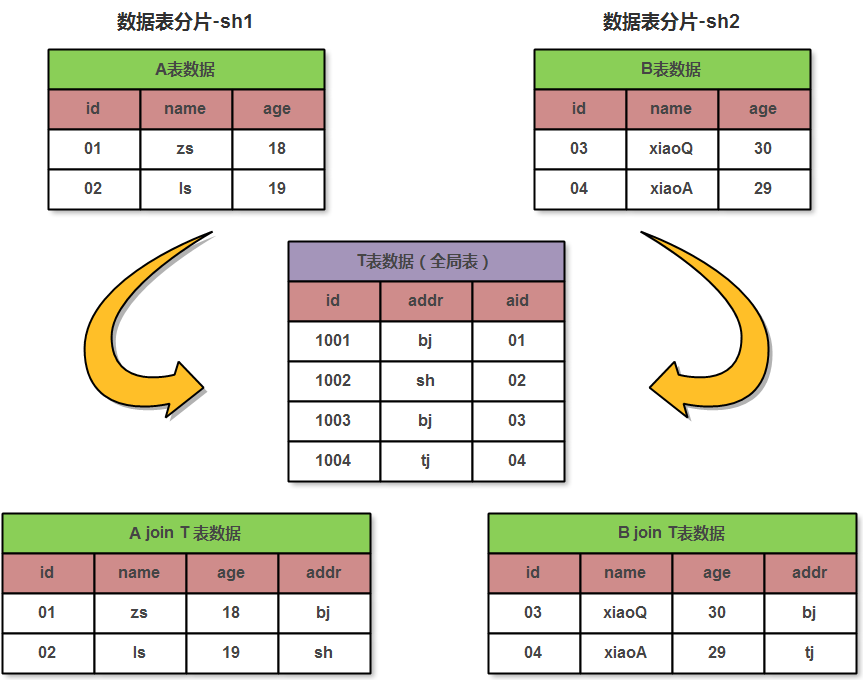 数据表分片-sh1
数据表分片-sh2
A表数据
id name age
01 zs 18
02 ls 19
B表数据
id name age
03 xiaoQ 30
04 xiaoA 29
T表数据（全局表）
id addr aid
1001 bj 01
1002 sh 02
1003 bj 03
1004 tj 04
A join T 表数据
id name age addr
01 zs 18 bj
02 ls 19 sh
B join T表数据
id name age addr
03 xiaoQ 30 bj
04 xiaoA 29 tj